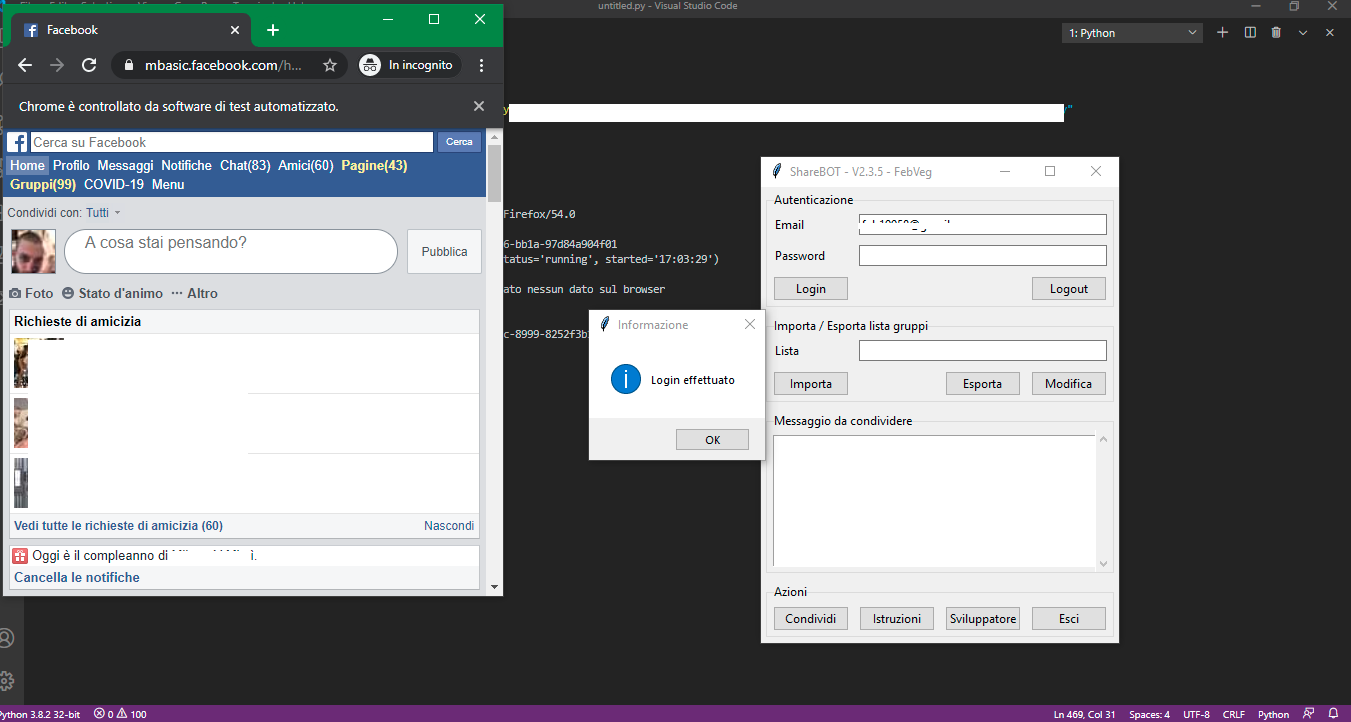 untitled.py - Visual Studio Code
Facebook
mbasic.facebook.com/h...
In incognito
Chrome è controllato da software di test automatizzato.
Cerca su Facebook
Cerca
Home Profilo Messaggi Notifiche Chat(83) Amici(60) Pagine(43)
Gruppi(99) COVID-19 Menu
Condividi con: Tutti
A cosa stai pensando?
Pubblica
Foto Stato d'animo ··· Altro
Richieste di amicizia
Vedi tutte le richieste di amicizia (60)
Nascondi
Oggi è il compleanno di
Cancella le notifiche
1: Python
Firefox/54.0
6-bb1a-97d84a904f01
tatus='running', started='17:03:29')
ato nessun dato sul browser
c-8999-8252f3b
Informazione
Login effettuato
OK
ShareBOT - V2.3.5 - FebVeg
Autenticazione
Email
Password
Login
Logout
Importa / Esporta lista gruppi
Lista
Importa
Esporta
Modifica
Messaggio da condividere
Azioni
Condividi
Istruzioni
Sviluppatore
Esci
Python 3.8.2 32-bit
0
100
Ln 469, Col 31
Spaces: 4
UTF-8
CRLF
Python